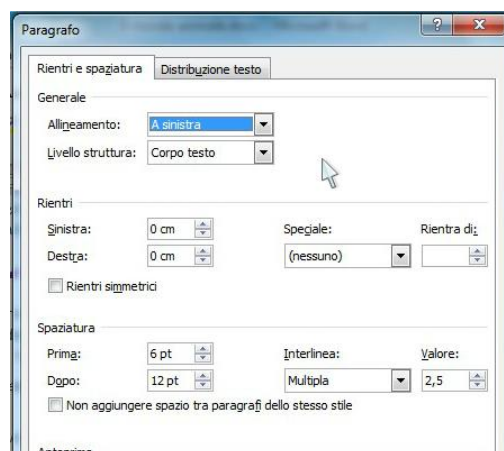 Paragrafo
Rientri e spaziatura Distribuzione testo
Generale
Allineamento: A sinistra
Livello struttura: Corpo testo
Rientri
Sinistra: 0 cm Speciale: Rientra di:
Destra: 0 cm (nessuno)
Rientri simmetrici
Spaziatura
Prima: 6 pt Interlinea: Valore:
Dopo: 12 pt Multipla 2,5
Non aggiungere spazio tra paragrafi dello stesso stile